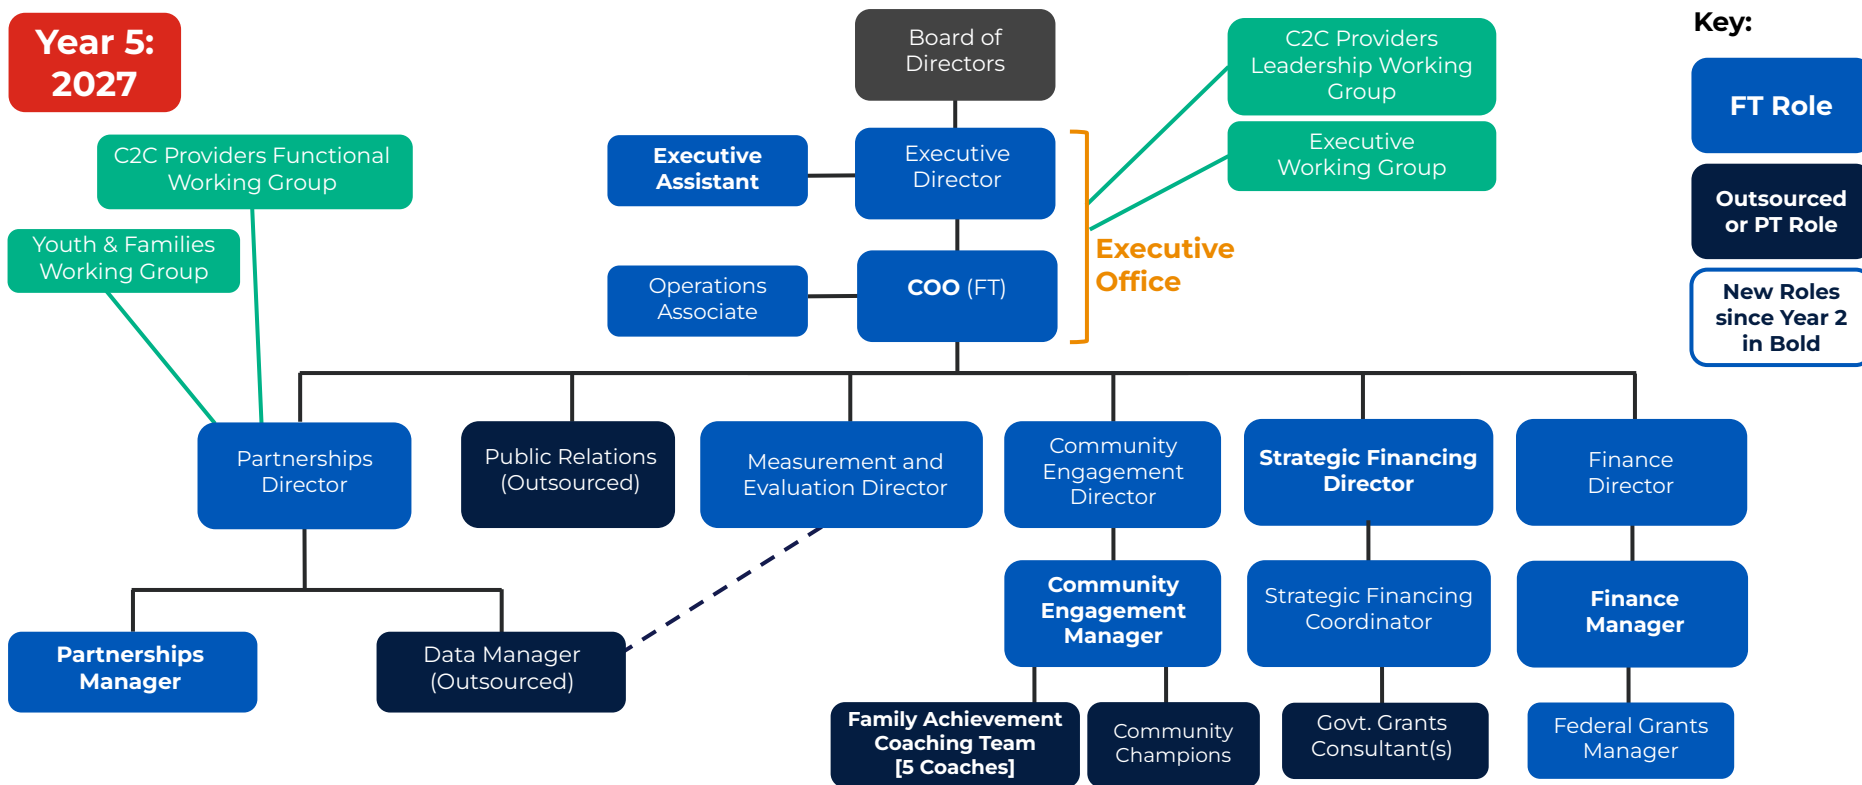 Year 5:
2027
Board of
Directors
C2C Providers
Leadership Working
Group
Key:
FT Role
C2C Providers Functional
Working Group
Executive
Assistant
Executive
Director
Executive
Working Group
Outsourced
or PT Role
Youth & Families
Working Group
Executive
Office
Operations
Associate
COO (FT)
New Roles
since Year 2
in Bold
Partnerships
Director
Public Relations
(Outsourced)
Measurement and
Evaluation Director
Community
Engagement
Director
Strategic Financing
Director
Finance
Director
Community
Engagement
Manager
Strategic Financing
Coordinator
Finance
Manager
Partnerships
Manager
Data Manager
(Outsourced)
Family Achievement
Coaching Team
[5 Coaches]
Community
Champions
Govt. Grants
Consultant(s)
Federal Grants
Manager